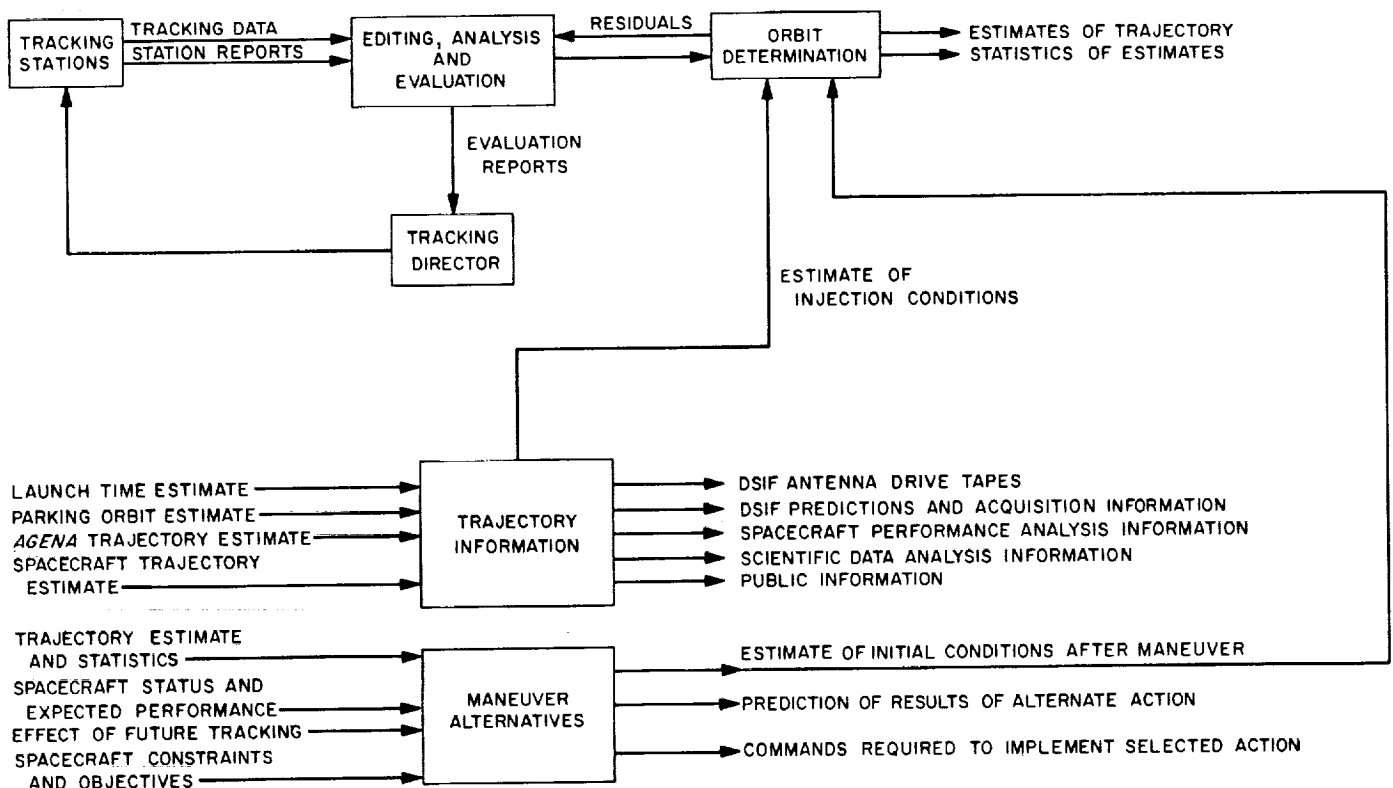 TRACKING
STATIONS
TRACKING DATA
STATION REPORTS
EDITING, ANALYSIS
AND
EVALUATION
RESIDUALS
ORBIT
DETERMINATION
ESTIMATES OF TRAJECTORY
STATISTICS OF ESTIMATES
EVALUATION
REPORTS
TRACKING
DIRECTOR
ESTIMATE OF
INJECTION CONDITIONS
LAUNCH TIME ESTIMATE
PARKING ORBIT ESTIMATE
AGENA TRAJECTORY ESTIMATE
SPACECRAFT TRAJECTORY
ESTIMATE
TRAJECTORY
INFORMATION
DSIF ANTENNA DRIVE TAPES
DSIF PREDICTIONS AND ACQUISITION INFORMATION
SPACECRAFT PERFORMANCE ANALYSIS INFORMATION
SCIENTIFIC DATA ANALYSIS INFORMATION
PUBLIC INFORMATION
TRAJECTORY ESTIMATE
AND STATISTICS
SPACECRAFT STATUS AND
EXPECTED PERFORMANCE
EFFECT OF FUTURE TRACKING
SPACECRAFT CONSTRAINTS
AND OBJECTIVES
MANEUVER
ALTERNATIVES
ESTIMATE OF INITIAL CONDITIONS AFTER MANEUVER
PREDICTION OF RESULTS OF ALTERNATE ACTION
COMMANDS REQUIRED TO IMPLEMENT SELECTED ACTION